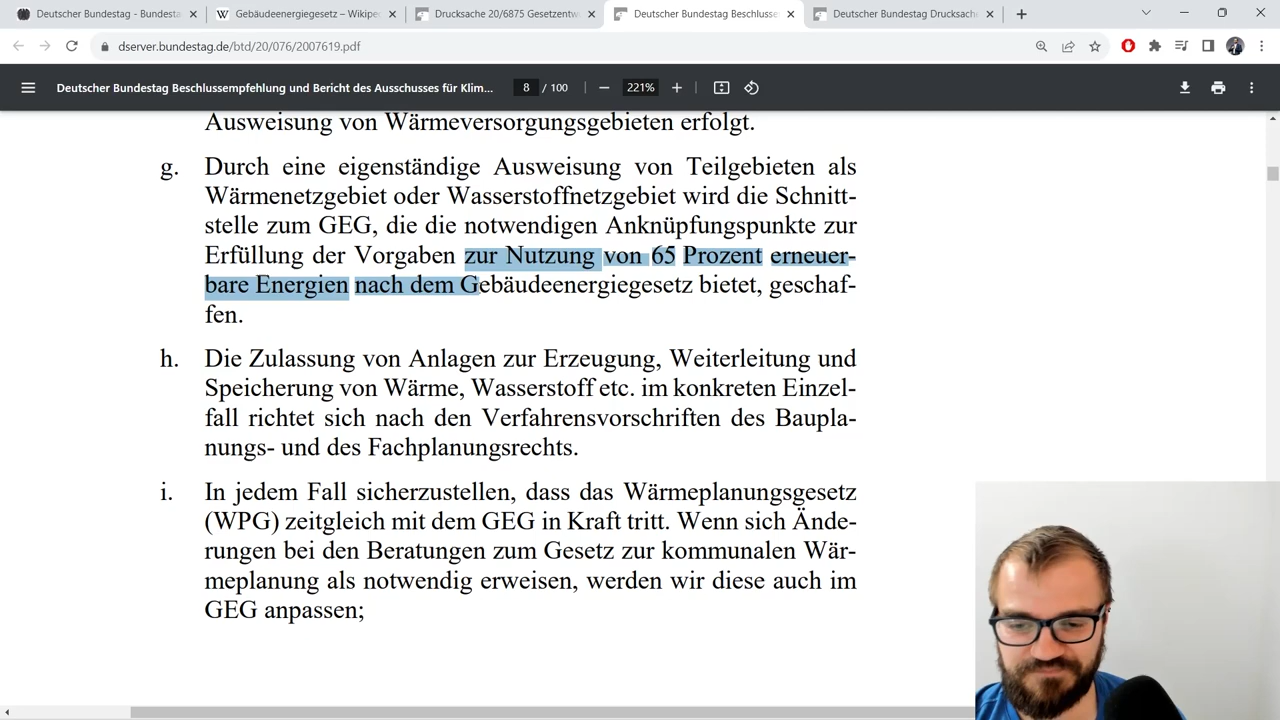 Deutscher Bundestag - Bundesta
Gebäudeenergiegesetz – Wikipe
Drucksache 20/6875 Gesetzentw
Deutscher Bundestag Beschlusse
Deutscher Bundestag Drucksach
dserver.bundestag.de/btd/20/076/2007619.pdf
Deutscher Bundestag Beschlussempfehlung und Bericht des Ausschusses für Klim...
8 / 100
221%
Ausweisung von Wärmeversorgungsgebieten erfolgt.
g. Durch eine eigenständige Ausweisung von Teilgebieten als
Wärmenetzgebiet oder Wasserstoffnetzgebiet wird die Schnitt-
stelle zum GEG, die die notwendigen Anknüpfungspunkte zur
Erfüllung der Vorgaben zur Nutzung von 65 Prozent erneuer-
bare Energien nach dem Gebäudeenergiegesetz bietet, geschaf-
fen.
h. Die Zulassung von Anlagen zur Erzeugung, Weiterleitung und
Speicherung von Wärme, Wasserstoff etc. im konkreten Einzel-
fall richtet sich nach den Verfahrensvorschriften des Baupla-
nungs- und des Fachplanungsrechts.
i. In jedem Fall sicherzustellen, dass das Wärmeplanungsgesetz
(WPG) zeitgleich mit dem GEG in Kraft tritt. Wenn sich Ände-
rungen bei den Beratungen zum Gesetz zur kommunalen Wär-
meplanung als notwendig erweisen, werden wir diese auch im
GEG anpassen;